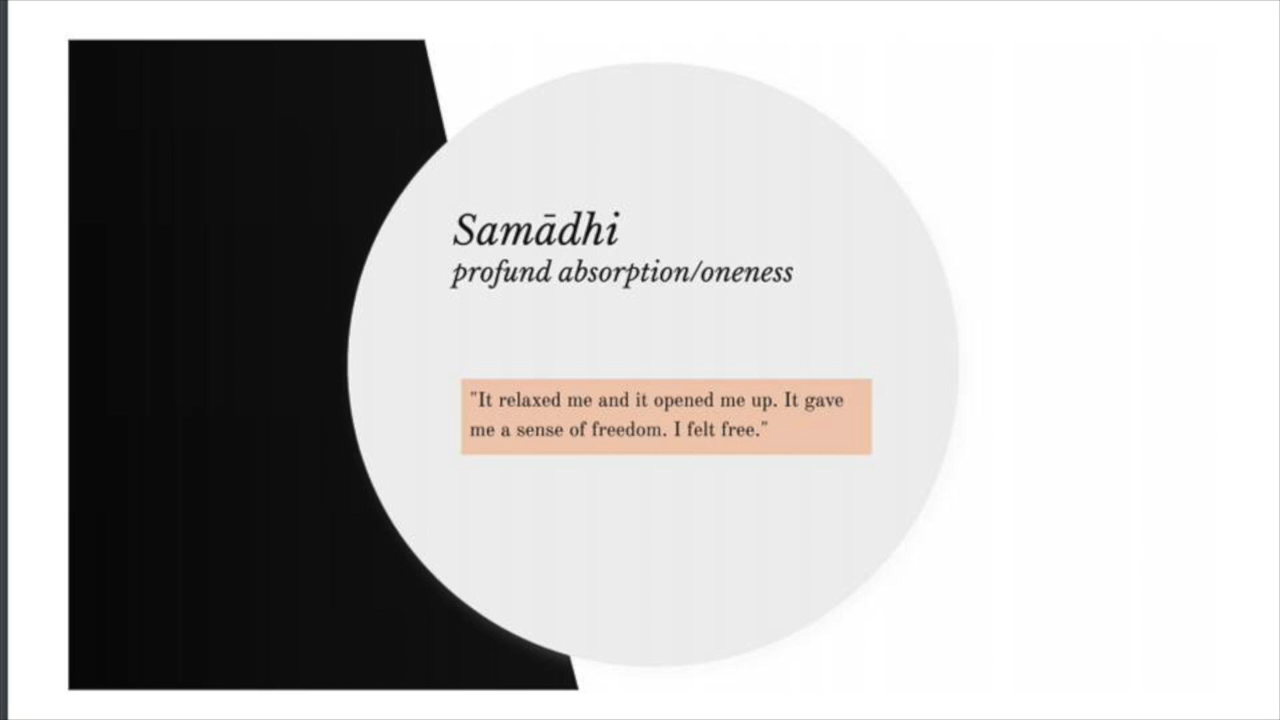 Samādhi
profund absorption/oneness
"It relaxed me and it opened me up. It gave
me a sense of freedom. I felt free."